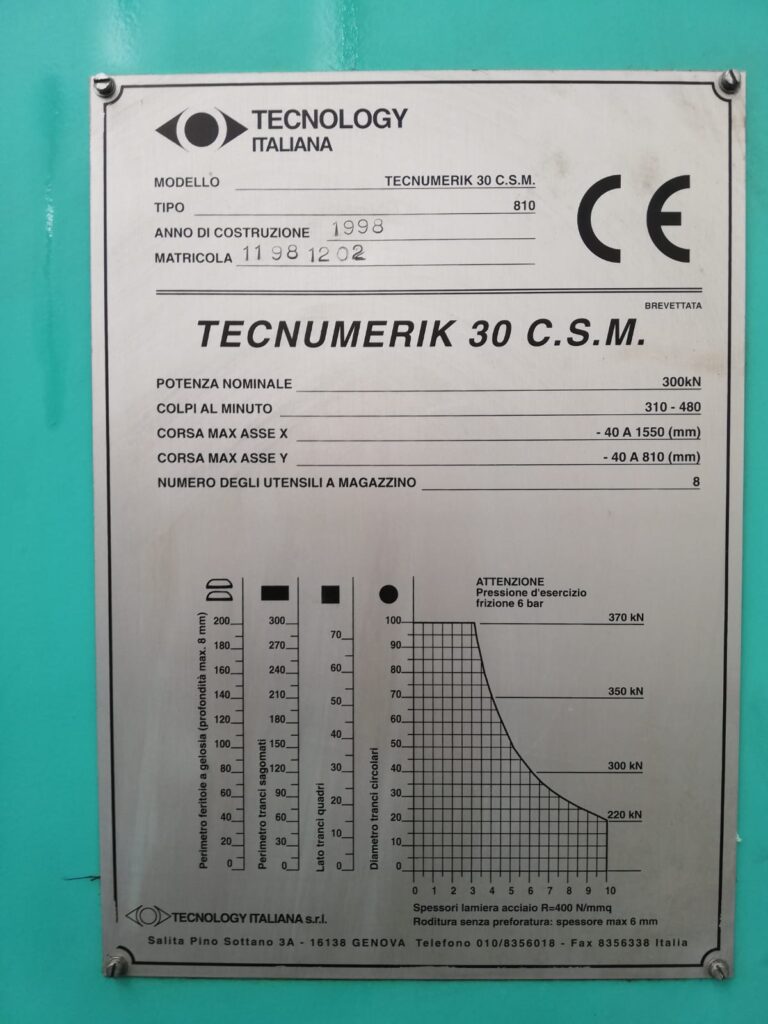 TECNOLOGY
ITALIANA
MODELLO TECNUMERIK 30 C.S.M.
TIPO 810
ANNO DI COSTRUZIONE 1998
MATRICOLA 11 98 12 02
CE
BREVETTATA
TECNUMERIK 30 C.S.M.
POTENZA NOMINALE 300kN
COLPI AL MINUTO 310 - 480
CORSA MAX ASSE X - 40 A 1550 (mm)
CORSA MAX ASSE Y - 40 A 810 (mm)
NUMERO DEGLI UTENSILI A MAGAZZINO 8
Perimetro feritoie a gelosia (profondità max. 8 mm)
200
180
160
140
120
100
80
60
40
20
0
Perimetro tranci sagomati
300
270
240
210
180
150
120
90
60
30
0
Lato tranci quadri
70
60
50
40
30
20
10
0
Diametro tranci circolari
100
90
80
70
60
50
40
30
20
10
0
ATTENZIONE
Pressione d'esercizio
frizione 6 bar
370 kN
350 kN
300 kN
220 kN
0 1 2 3 4 5 6 7 8 9 10
Spessori lamiera acciaio R=400 N/mmq
Roditura senza preforatura: spessore max 6 mm
TECNOLOGY ITALIANA s.r.l.
Salita Pino Sottano 3A - 16138 GENOVA Telefono 010/8356018 - Fax 8356338 Italia